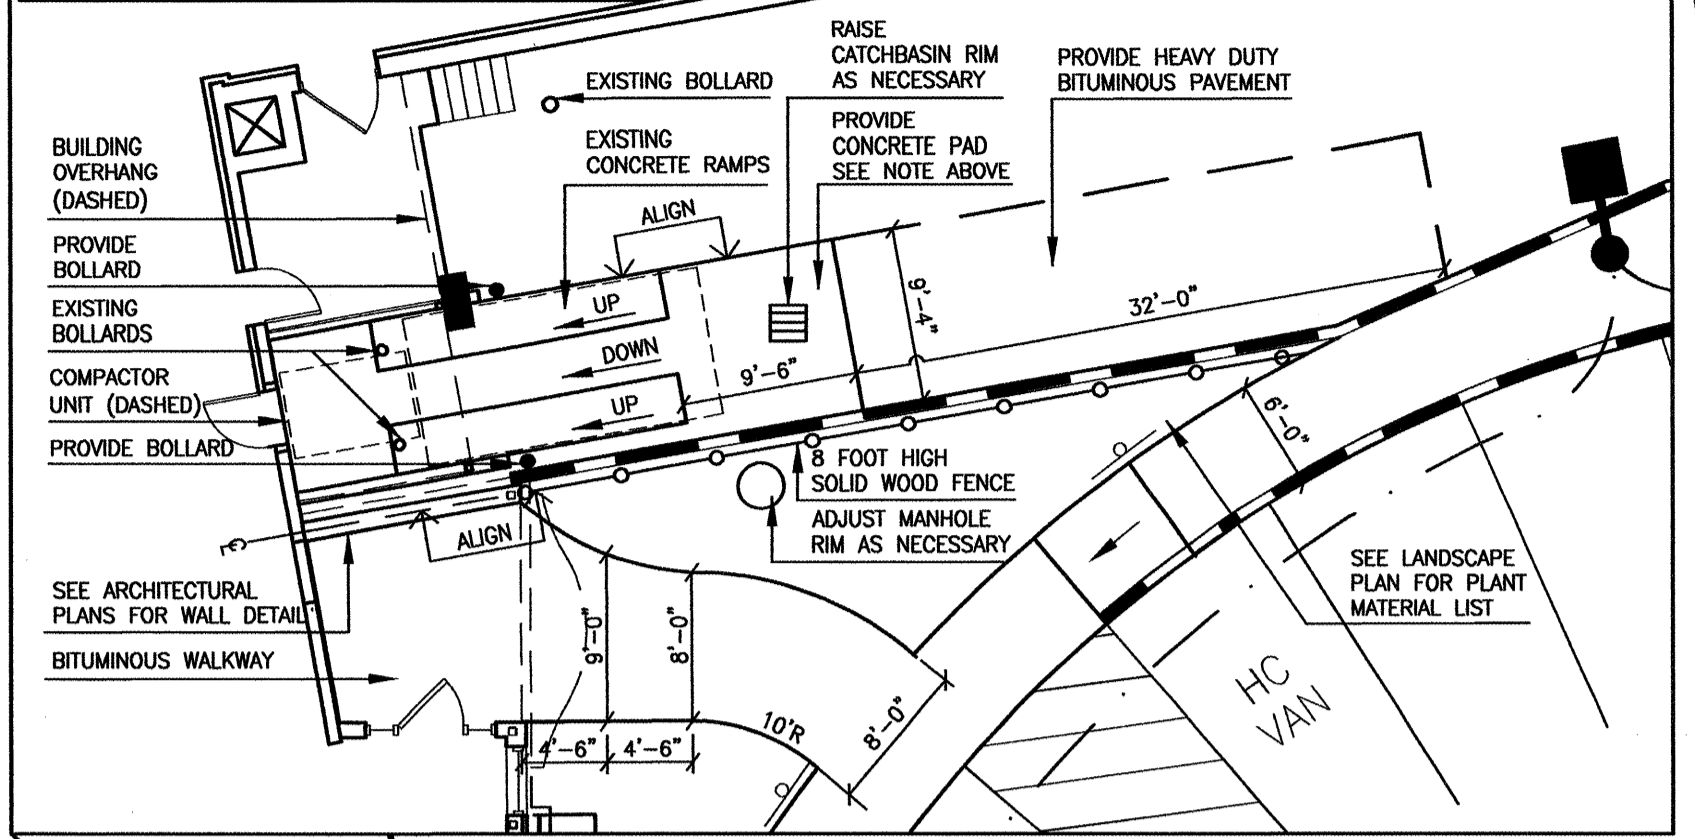 RAISE
CATCHBASIN RIM
AS NECESSARY
PROVIDE HEAVY DUTY
BITUMINOUS PAVEMENT
EXISTING BOLLARD
PROVIDE
CONCRETE PAD
SEE NOTE ABOVE
EXISTING
CONCRETE RAMPS
BUILDING
OVERHANG
(DASHED)
ALIGN
PROVIDE
BOLLARD
EXISTING
BOLLARDS
UP
DOWN
UP
9'-4"
32'-0"
9'-6"
COMPACTOR
UNIT (DASHED)
PROVIDE BOLLARD
6'-0"
8 FOOT HIGH
SOLID WOOD FENCE
ADJUST MANHOLE
RIM AS NECESSARY
ALIGN
CL
SEE ARCHITECTURAL
PLANS FOR WALL DETAIL
BITUMINOUS WALKWAY
SEE LANDSCAPE
PLAN FOR PLANT
MATERIAL LIST
9'-0"
8'-0"
HC
VAN
10'R
8'-0"
4'-6"
4'-6"